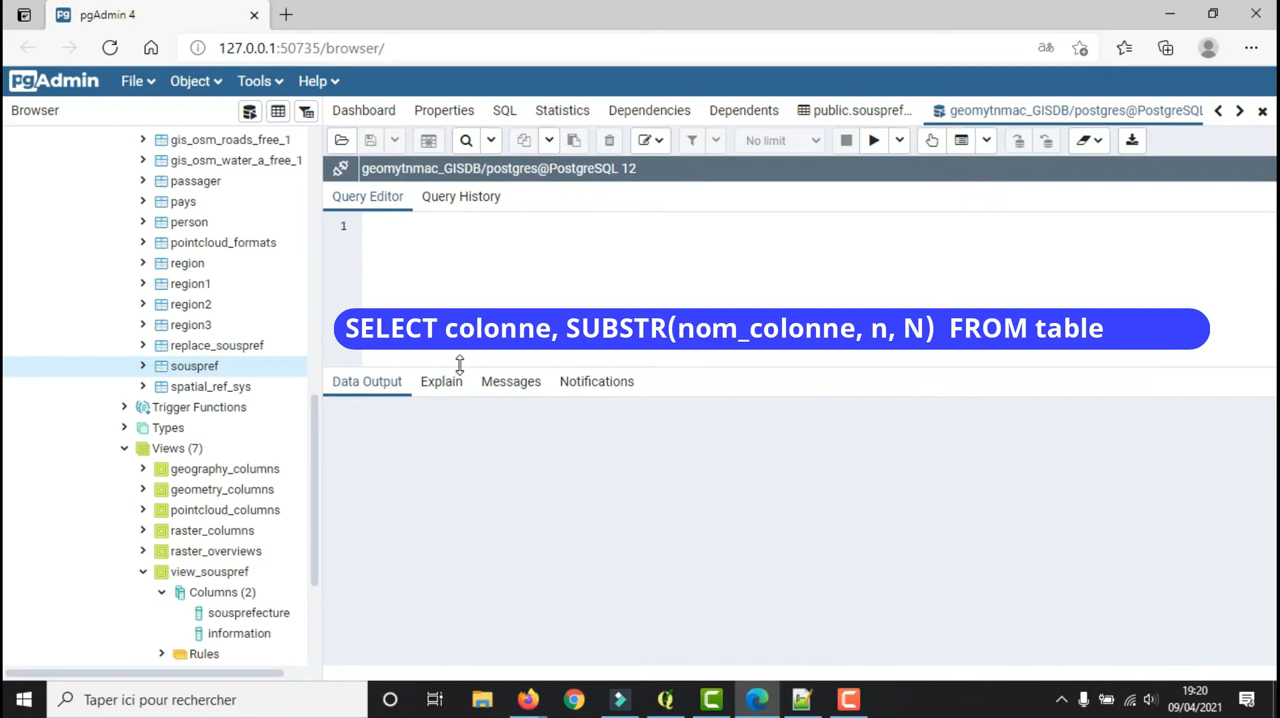 pgAdmin 4
127.0.0.1:50735/browser/
pgAdmin File Object Tools Help
Browser
Dashboard Properties SQL Statistics Dependencies Dependents public.souspref... geomytnmac_GISDB/postgres@PostgreSQL
No limit
geomytnmac_GISDB/postgres@PostgreSQL 12
Query Editor Query History
1
SELECT colonne, SUBSTR(nom_colonne, n, N) FROM table
Data Output Explain Messages Notifications
gis_osm_roads_free_1
gis_osm_water_a_free_1
passager
pays
person
pointcloud_formats
region
region1
region2
region3
replace_souspref
souspref
spatial_ref_sys
Trigger Functions
Types
Views (7)
geography_columns
geometry_columns
pointcloud_columns
raster_columns
raster_overviews
view_souspref
Columns (2)
sousprefecture
information
Rules
Taper ici pour rechercher
19:20
09/04/2021